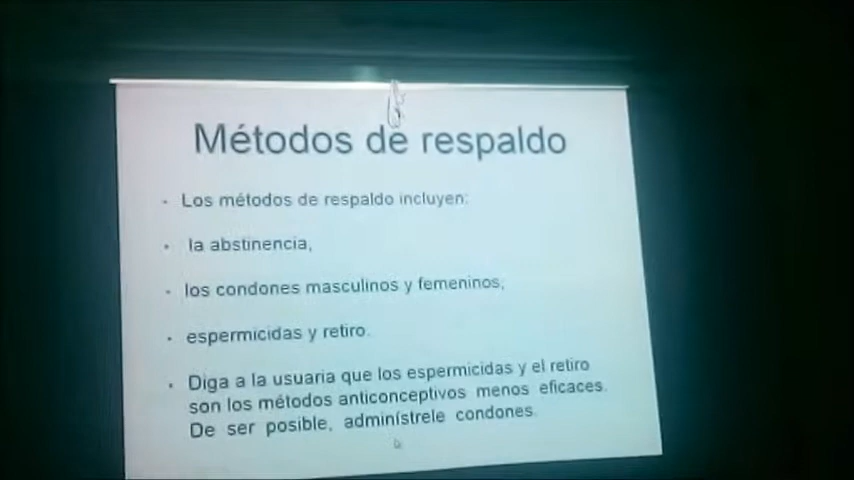 Métodos de respaldo
• Los métodos de respaldo incluyen:
• la abstinencia,
• los condones masculinos y femeninos,
• espermicidas y retiro.
• Diga a la usuaria que los espermicidas y el retiro
son los métodos anticonceptivos menos eficaces.
De ser posible, adminístrele condones.